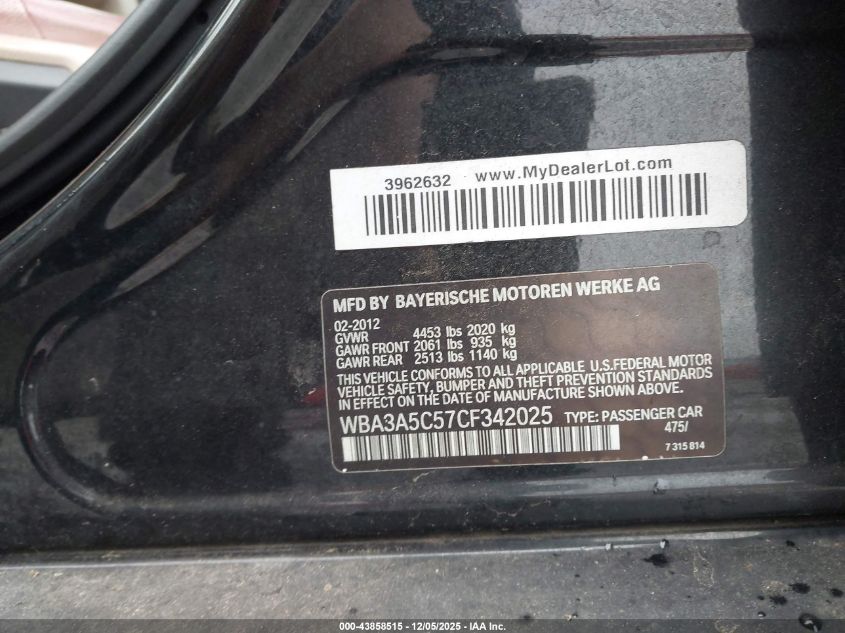 3962632 www.MyDealerLot.com
MFD BY BAYERISCHE MOTOREN WERKE AG
02-2012
GVWR 4453 lbs 2020 kg
GAWR FRONT 2061 lbs 935 kg
GAWR REAR 2513 lbs 1140 kg
THIS VEHICLE CONFORMS TO ALL APPLICABLE U.S.FEDERAL MOTOR
VEHICLE SAFETY, BUMPER AND THEFT PREVENTION STANDARDS
IN EFFECT ON THE DATE OF MANUFACTURE SHOWN ABOVE.
WBA3A5C57CF342025 TYPE: PASSENGER CAR
475/
7 315 814
000-43858515 - 12/05/2025 - IAA Inc.